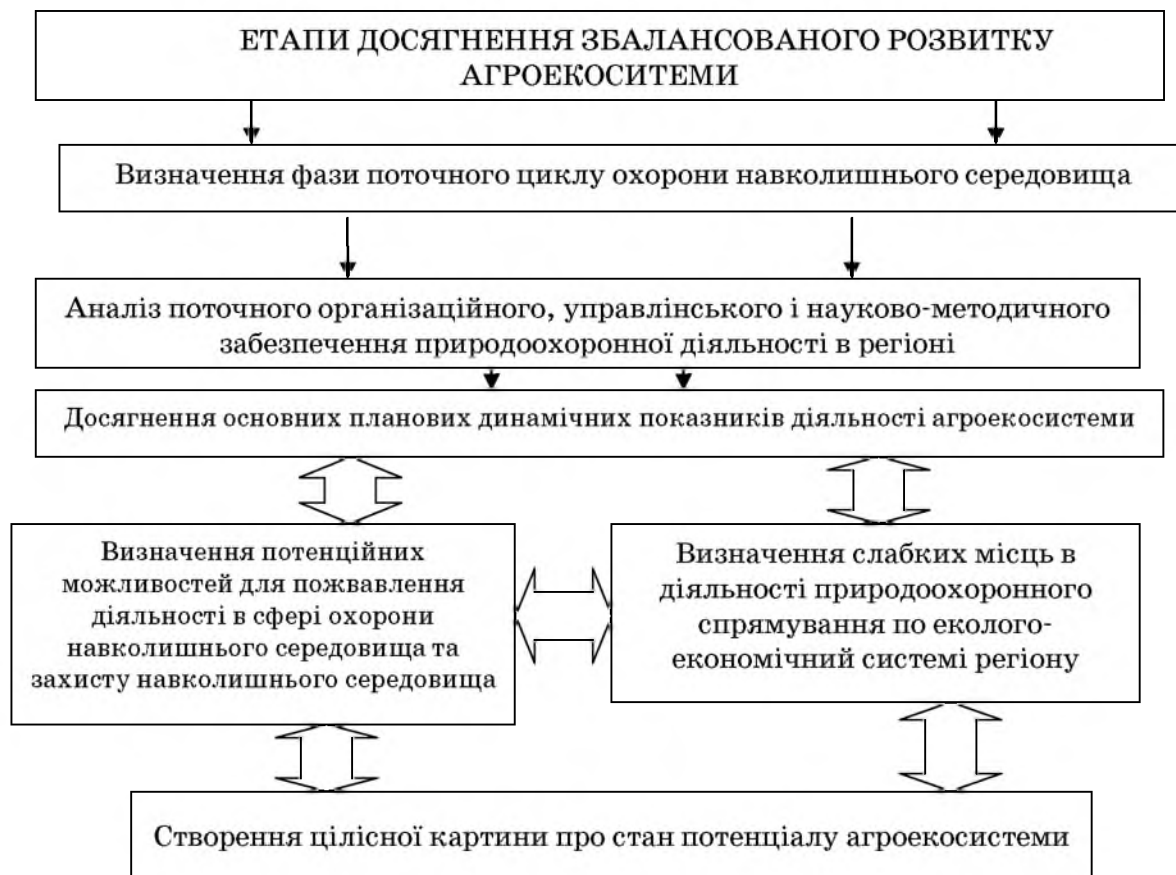 ЕТАПИ ДОСЯГНЕННЯ ЗБАЛАНСОВАНОГО РОЗВИТКУ
АГРОЕКОСИТЕМИ
Визначення фази поточного циклу охорони навколишнього середовища
Аналіз поточного організаційного, управлінського і науково-методичного
забезпечення природоохоронної діяльності в регіоні
Досягнення основних планових динамічних показників діяльності агроекосистеми
Визначення потенційних
можливостей для пожвавлення
діяльності в сфері охорони
навколишнього середовища та
захисту навколишнього середовища
Визначення слабких місць в
діяльності природоохоронного
спрямування по еколого-
економічний системі регіону
Створення цілісної картини про стан потенціалу агроекосистеми